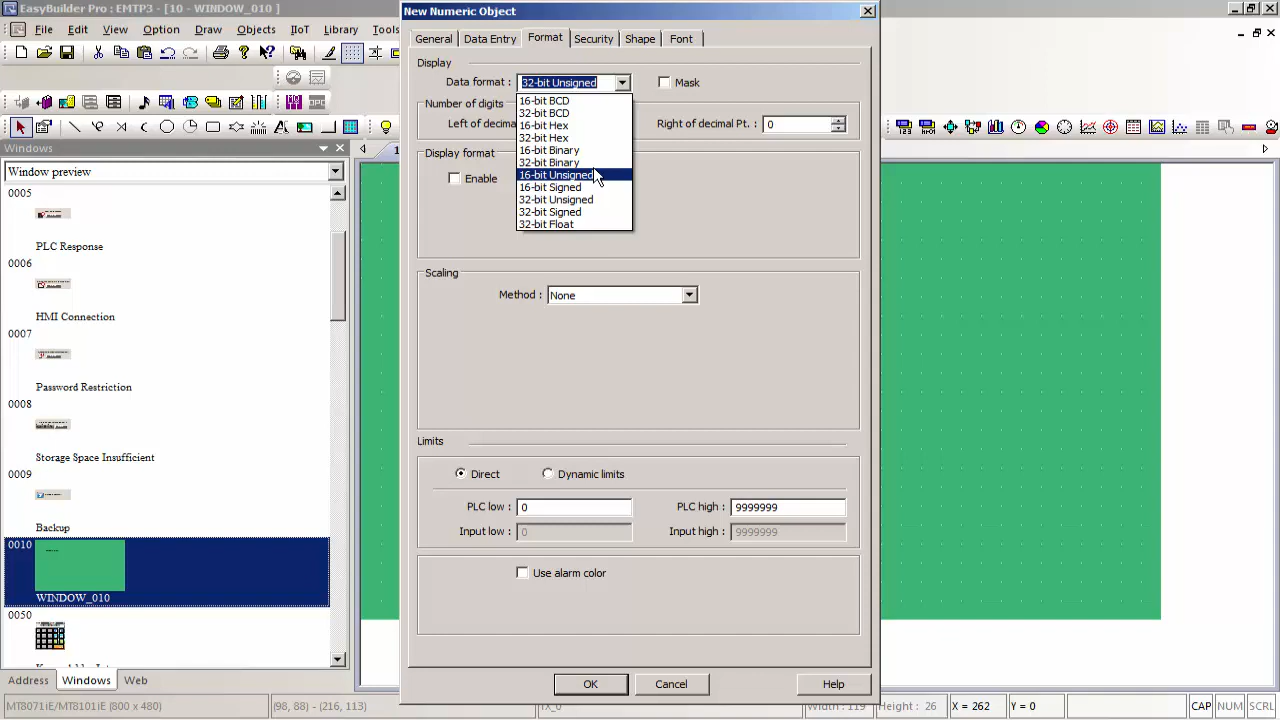 EasyBuilder Pro : EMTP3 - [10 - WINDOW_010 ]
File Edit View Option Draw Objects IIoT Library Tools
Windows
Window preview
0005
PLC Response
0006
HMI Connection
0007
Password Restriction
0008
Storage Space Insufficient
0009
Backup
0010
WINDOW_010
0050
Address Windows Web
New Numeric Object
General Data Entry Format Security Shape Font
Display
Data format : 32-bit Unsigned Mask
16-bit BCD
32-bit BCD
16-bit Hex
32-bit Hex
16-bit Binary
32-bit Binary
16-bit Unsigned
16-bit Signed
32-bit Unsigned
32-bit Signed
32-bit Float
Number of digits
Left of decima Right of decimal Pt. : 0
Display format
Enable
Scaling
Method : None
Limits
Direct Dynamic limits
PLC low : 0 PLC high : 9999999
Input low : 0 Input high : 9999999
Use alarm color
OK Cancel Help
MT8071iE/MT8101iE (800 x 480) (98, 88) - (216, 113) TX_0 Width : 119 Height : 26 X = 262 Y = 0 CAP NUM SCRL